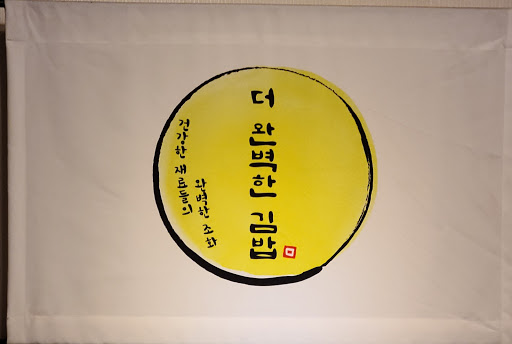 더 완벽한 김밥
건강한 재료들의
완벽한 조화